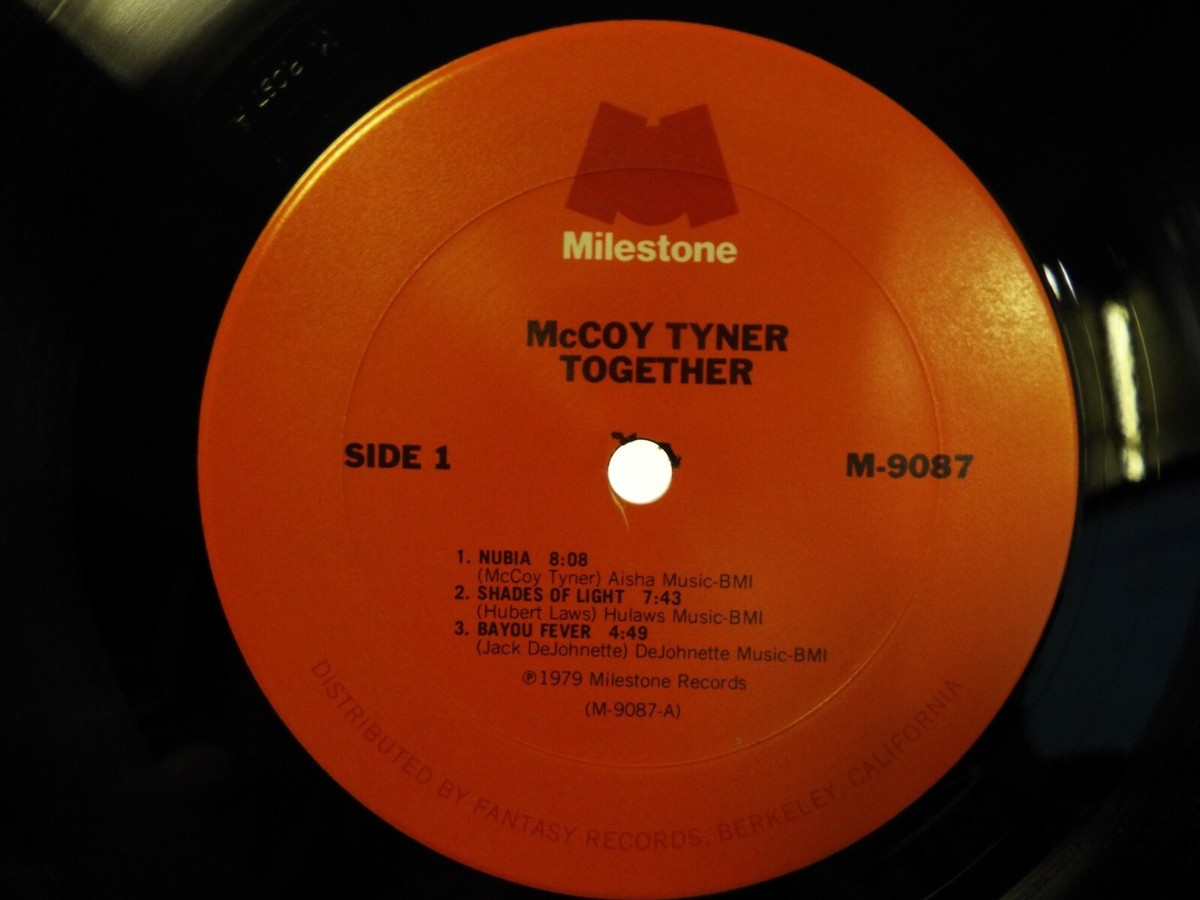 Milestone
McCOY TYNER
TOGETHER
SIDE 1
M-9087
1. NUBIA 8:08
(McCoy Tyner) Aisha Music-BMI
2. SHADES OF LIGHT 7:43
(Hubert Laws) Hulaws Music-BMI
3. BAYOU FEVER 4:49
(Jack DeJohnette) DeJohnette Music-BMI
℗1979 Milestone Records
(M-9087-A)
DISTRIBUTED BY FANTASY RECORDS, BERKELEY, CALIFORNIA